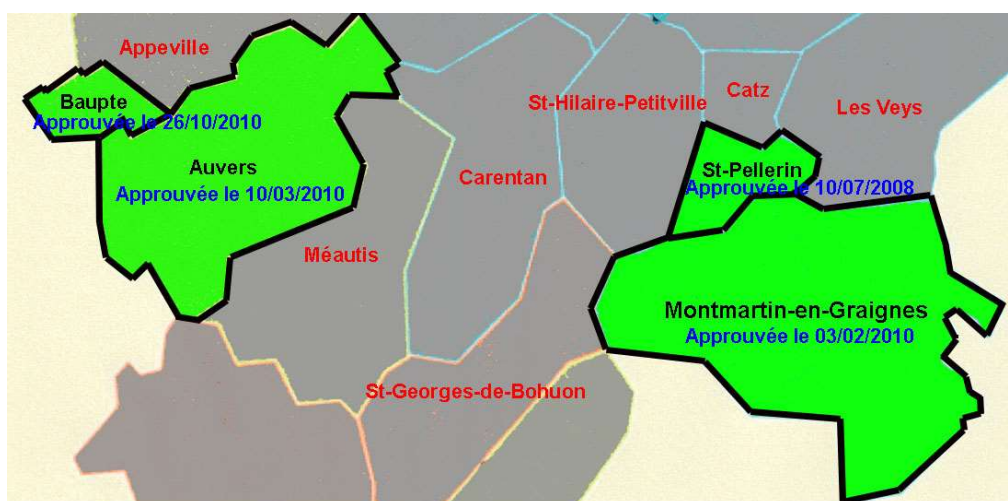 Appeville
Baupte
Approuvée le 26/10/2010
Auvers
Approuvée le 10/03/2010
Méautis
Carentan
St-Hilaire-Petitville
Catz
Les Veys
St-Pellerin
Approuvée le 10/07/2008
Montmartin-en-Graignes
Approuvée le 03/02/2010
St-Georges-de-Bohuon